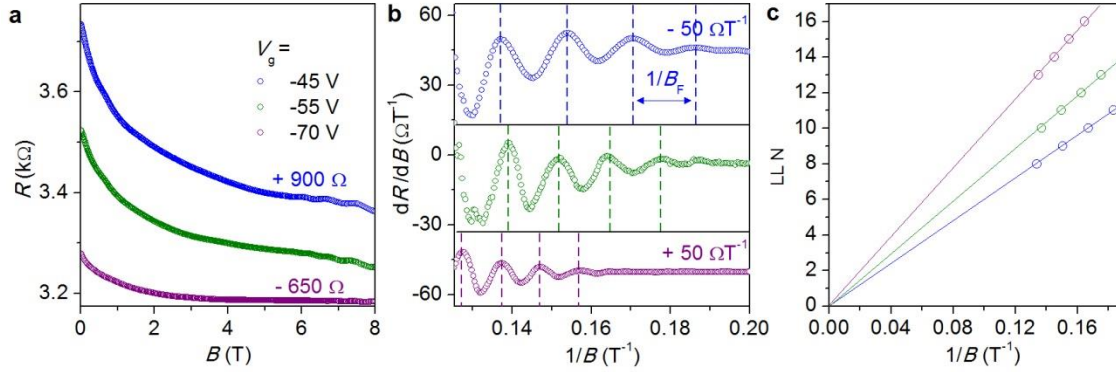 a
V_g =
-45 V
-55 V
-70 V
+ 900 Ω
- 650 Ω
3.6
3.4
3.2
R (kΩ)
0 2 4 6 8
B (T)
b
- 50 ΩT⁻¹
1/B_F
+ 50 ΩT⁻¹
60
30
0
-30
-60
dR/dB (ΩT⁻¹)
0.14 0.16 0.18 0.20
1/B (T⁻¹)
c
16
14
12
10
8
6
4
2
0
LL N
0.00 0.04 0.08 0.12 0.16
1/B (T⁻¹)